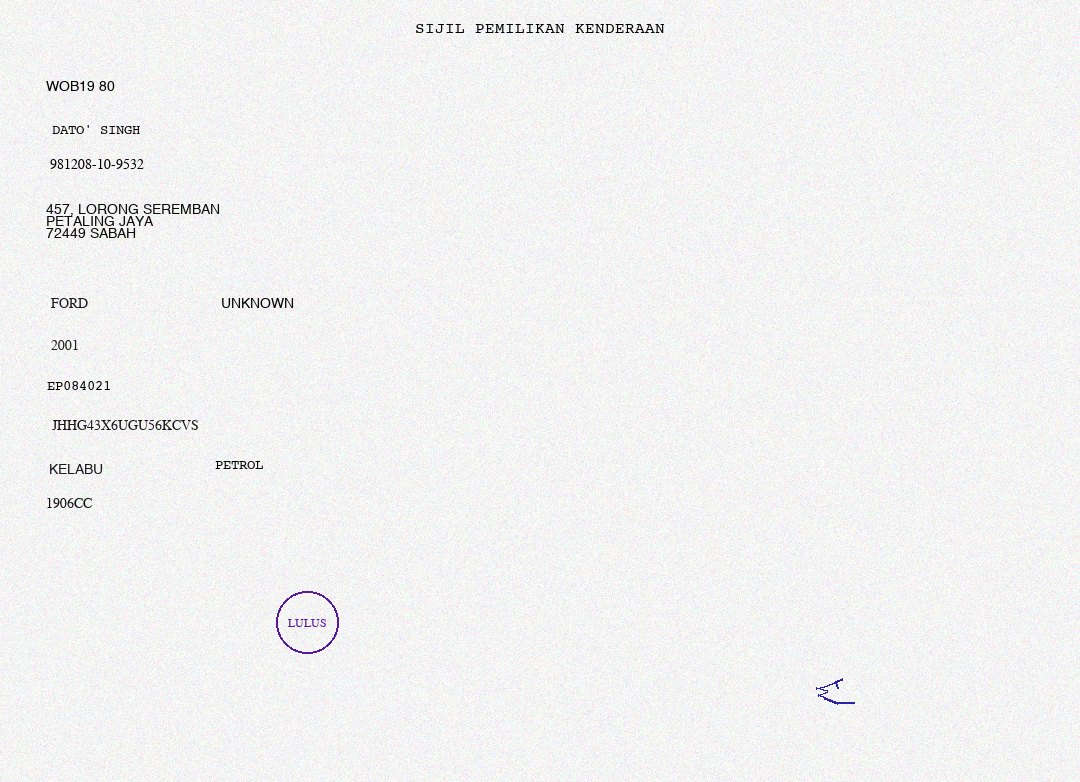 SIJIL PEMILIKAN KENDERAAN
WOB19 80
DATO' SINGH
981208-10-9532
457, LORONG SEREMBAN
PETALING JAYA
72449 SABAH
FORD UNKNOWN
2001
EP084021
JHHG43X6UGU56KCVS
KELABU PETROL
1906CC
LULUS